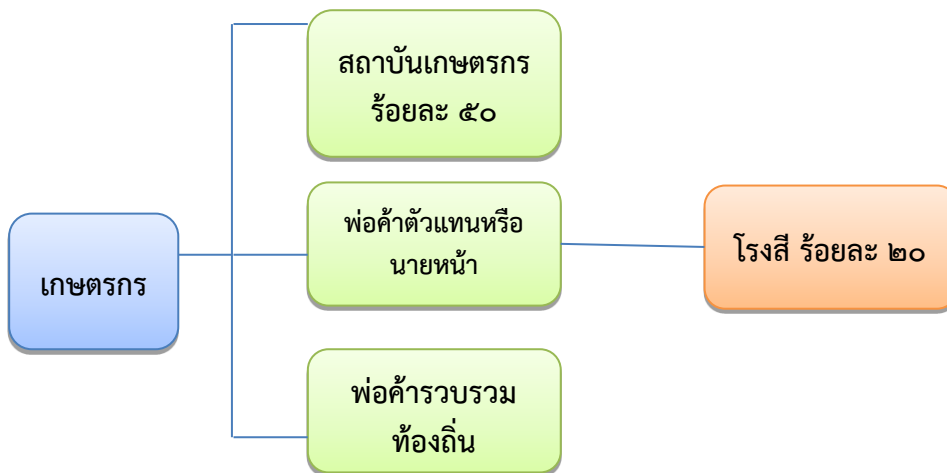 สถาบันเกษตรกร
ร้อยละ ๕๐
เกษตรกร
พ่อค้าตัวแทนหรือ
นายหน้า
โรงสี ร้อยละ ๒๐
พ่อค้ารวบรวม
ท้องถิ่น